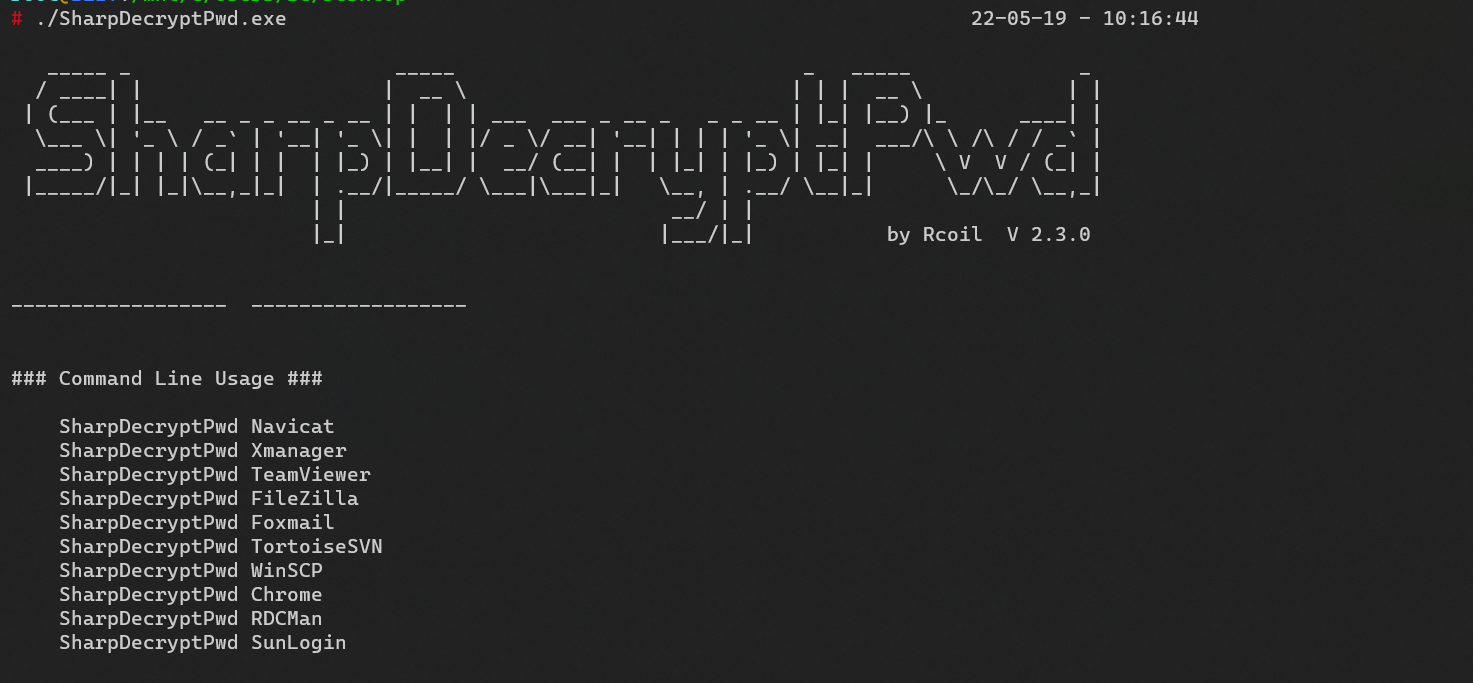 # ./SharpDecryptPwd.exe 22-05-19 - 10:16:44
SharpDecryptPwd
by Rcoil V 2.3.0
------------------ ------------------
### Command Line Usage ###
SharpDecryptPwd Navicat
SharpDecryptPwd Xmanager
SharpDecryptPwd TeamViewer
SharpDecryptPwd FileZilla
SharpDecryptPwd Foxmail
SharpDecryptPwd TortoiseSVN
SharpDecryptPwd WinSCP
SharpDecryptPwd Chrome
SharpDecryptPwd RDCMan
SharpDecryptPwd SunLogin